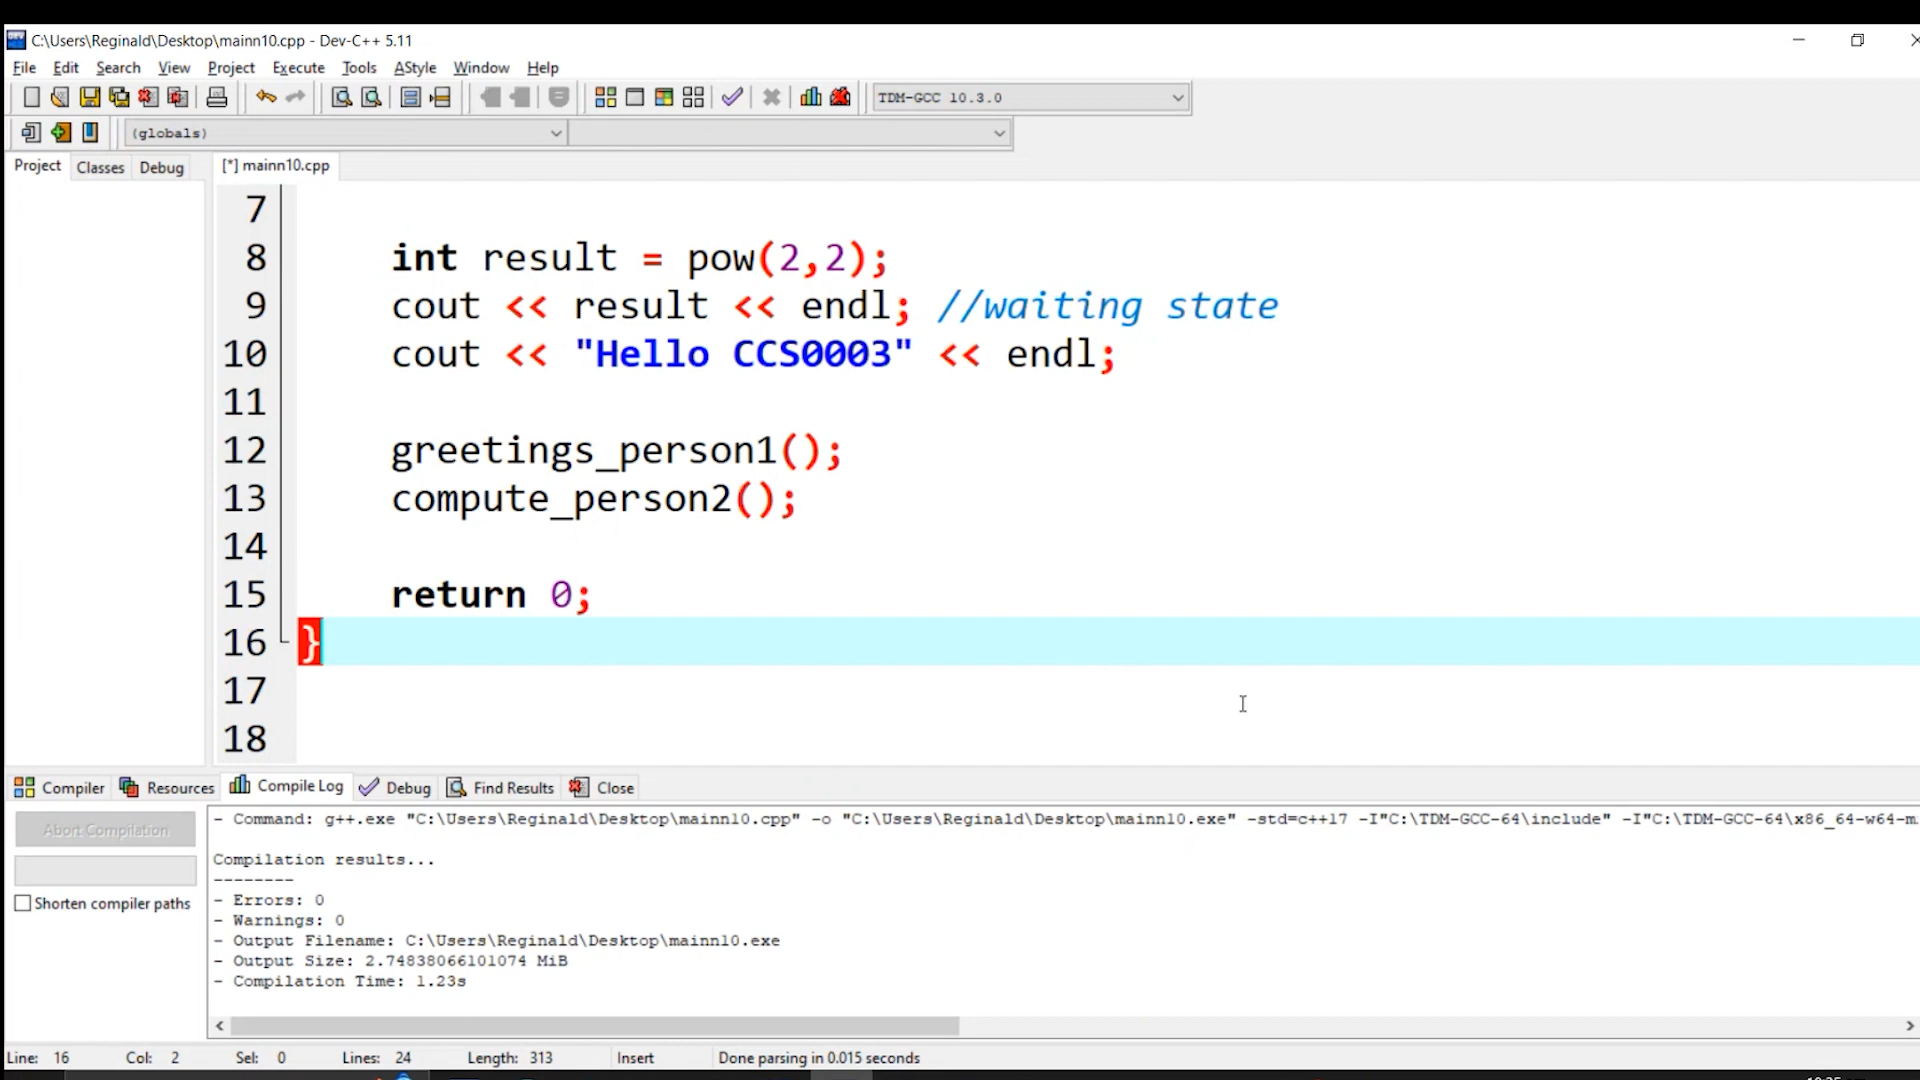 C:\Users\Reginald\Desktop\mainn10.cpp - Dev-C++ 5.11
File Edit Search View Project Execute Tools AStyle Window Help
TDM-GCC 10.3.0
(globals)
Project Classes Debug [*] mainn10.cpp
7
8 int result = pow(2,2);
9 cout << result << endl; //waiting state
10 cout << "Hello CCS0003" << endl;
11
12 greetings_person1();
13 compute_person2();
14
15 return 0;
16 }
17
18
Compiler Resources Compile Log Debug Find Results Close
Abort Compilation
Shorten compiler paths
- Command: g++.exe "C:\Users\Reginald\Desktop\mainn10.cpp" -o "C:\Users\Reginald\Desktop\mainn10.exe" -std=c++17 -I"C:\TDM-GCC-64\include" -I"C:\TDM-GCC-64\x86_64-w64-m
Compilation results...
--------
- Errors: 0
- Warnings: 0
- Output Filename: C:\Users\Reginald\Desktop\mainn10.exe
- Output Size: 2.74838066101074 MiB
- Compilation Time: 1.23s
Line: 16 Col: 2 Sel: 0 Lines: 24 Length: 313 Insert Done parsing in 0.015 seconds